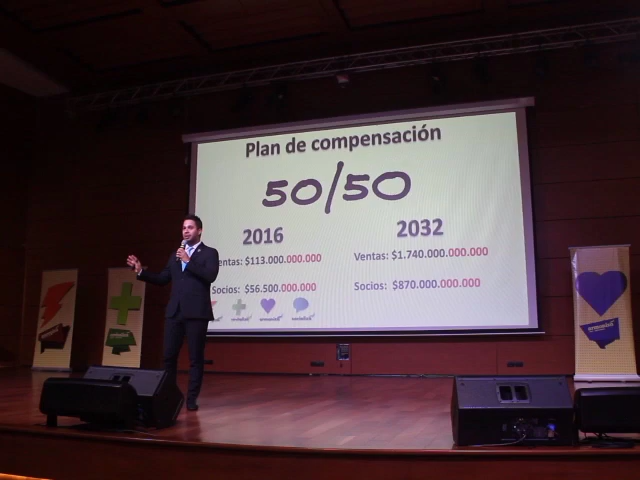 Plan de compensación
50/50
2016
2032
entas: $113.000.000.000
Ventas: $1.740.000.000.000
Socios: $56.500.000.000
Socios: $870.000.000.000